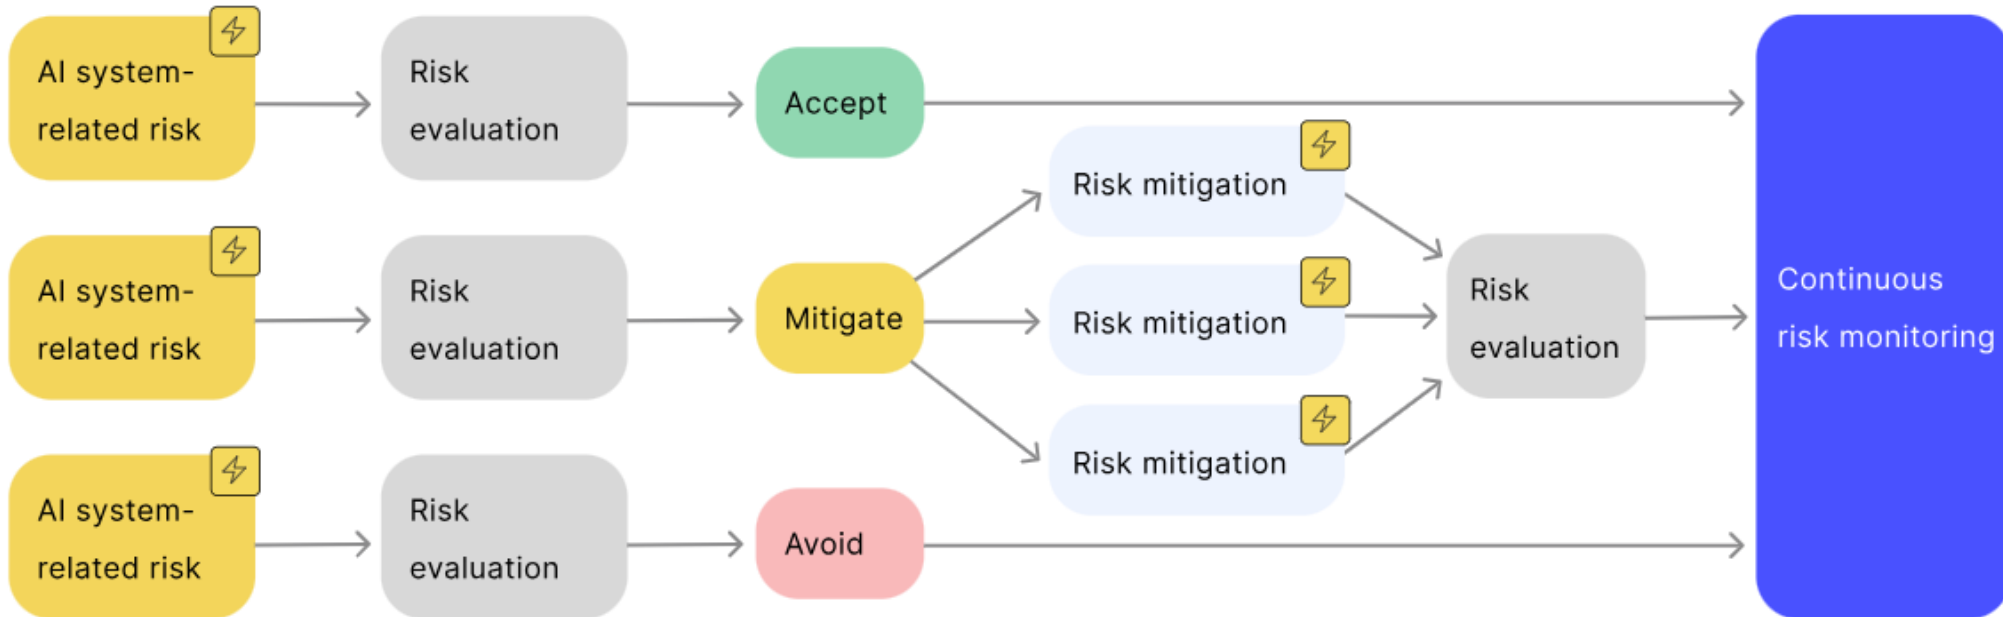 AI system-
related risk
Risk
evaluation
Accept
Risk mitigation
AI system-
related risk
Risk
evaluation
Mitigate
Risk mitigation
Risk
evaluation
Continuous
risk monitoring
Risk mitigation
AI system-
related risk
Risk
evaluation
Avoid